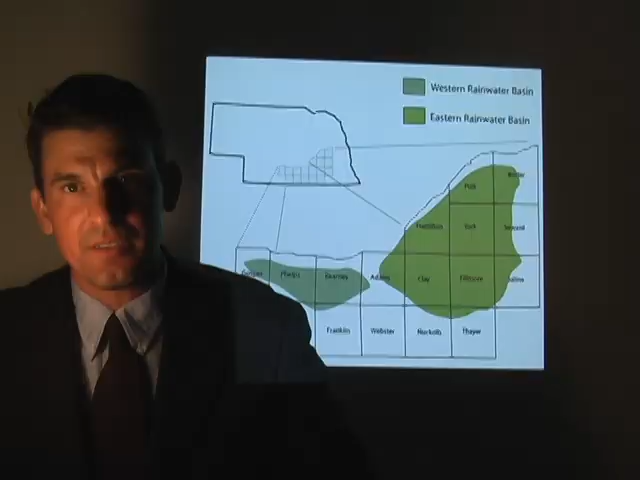 Western Rainwater Basin
Eastern Rainwater Basin
Butler
Polk
Hamilton
York
Seward
Gosper
Phelps
Kearney
Adams
Clay
Fillmore
Saline
Franklin
Webster
Nuckolls
Thayer